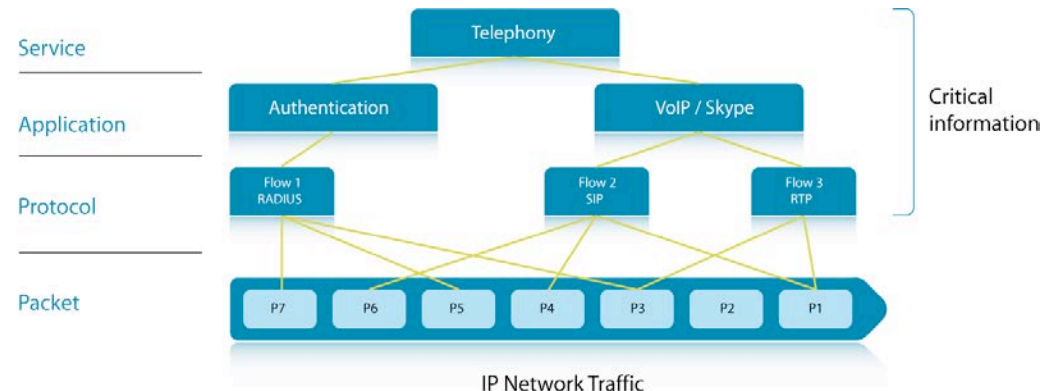 Service
Telephony
Critical
information
Application
Authentication
VoIP / Skype
Protocol
Flow 1
RADIUS
Flow 2
SIP
Flow 3
RTP
Packet
P7
P6
P5
P4
P3
P2
P1
IP Network Traffic